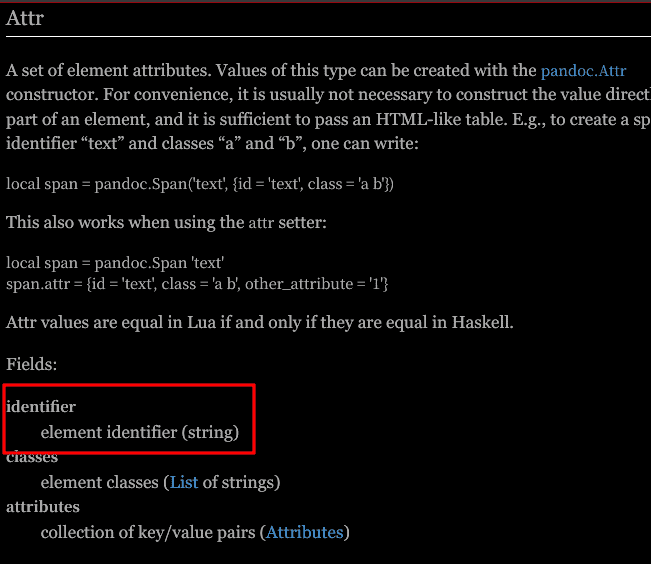 Attr
A set of element attributes. Values of this type can be created with the pandoc.Attr
constructor. For convenience, it is usually not necessary to construct the value directl
part of an element, and it is sufficient to pass an HTML-like table. E.g., to create a sp
identifier “text” and classes “a” and “b”, one can write:
local span = pandoc.Span('text', {id = 'text', class = 'a b'})
This also works when using the attr setter:
local span = pandoc.Span 'text'
span.attr = {id = 'text', class = 'a b', other_attribute = '1'}
Attr values are equal in Lua if and only if they are equal in Haskell.
Fields:
identifier
element identifier (string)
classes
element classes (List of strings)
attributes
collection of key/value pairs (Attributes)